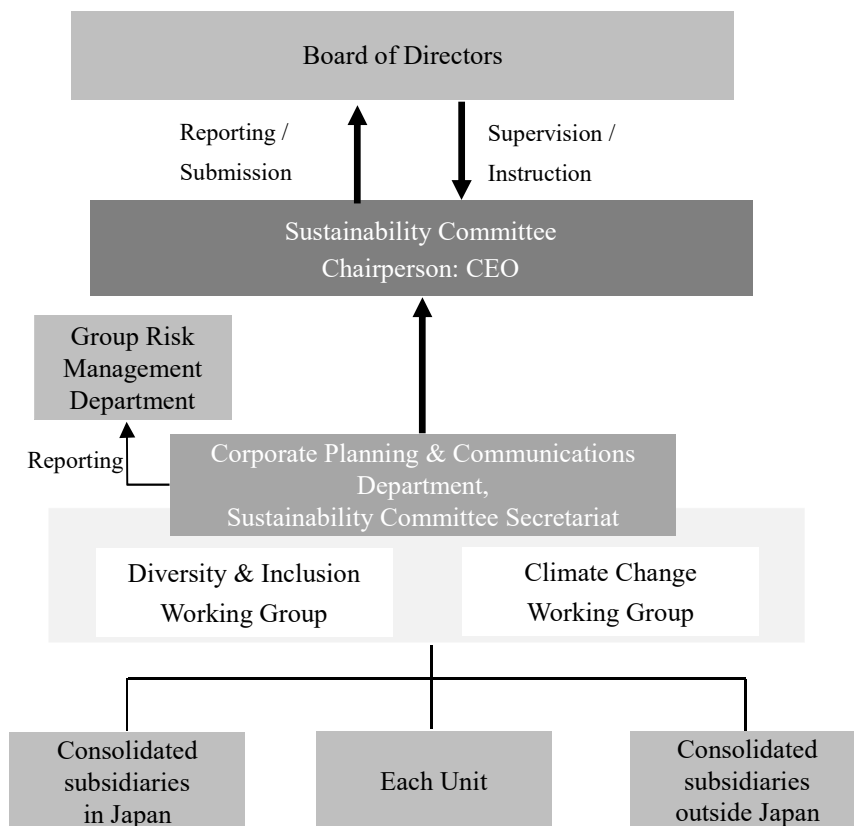 Board of Directors
Reporting /
Submission
Supervision /
Instruction
Sustainability Committee
Chairperson: CEO
Group Risk
Management
Department
Reporting
Corporate Planning & Communications
Department,
Sustainability Committee Secretariat
Diversity & Inclusion
Working Group
Climate Change
Working Group
Consolidated
subsidiaries
in Japan
Each Unit
Consolidated
subsidiaries
outside Japan